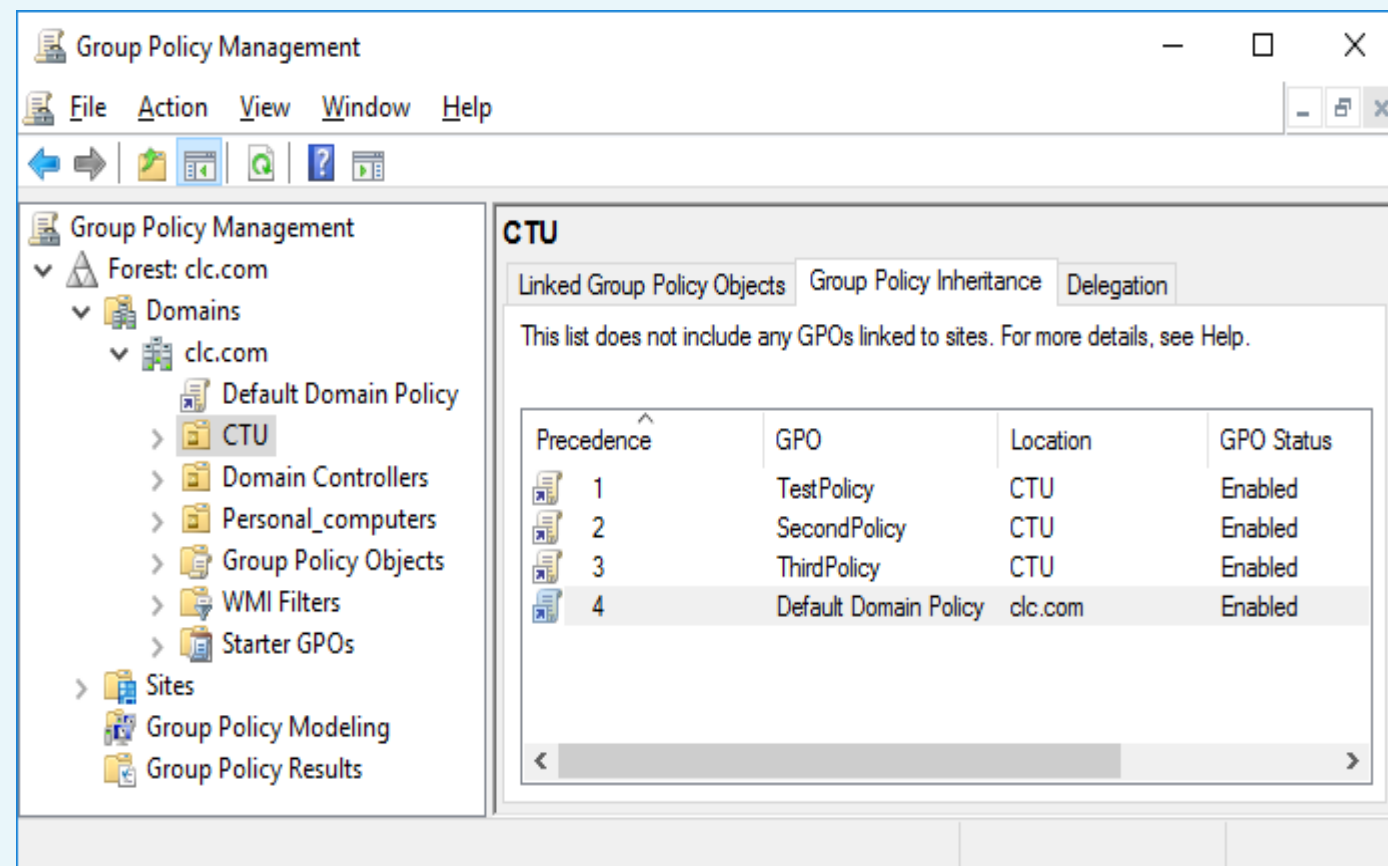 Group Policy Management
File Action View Window Help
Group Policy Management
Forest: clc.com
Domains
clc.com
Default Domain Policy
CTU
Domain Controllers
Personal_computers
Group Policy Objects
WMI Filters
Starter GPOs
Sites
Group Policy Modeling
Group Policy Results
CTU
Linked Group Policy Objects Group Policy Inheritance Delegation
This list does not include any GPOs linked to sites. For more details, see Help.
Precedence GPO Location GPO Status
1 TestPolicy CTU Enabled
2 SecondPolicy CTU Enabled
3 ThirdPolicy CTU Enabled
4 Default Domain Policy clc.com Enabled